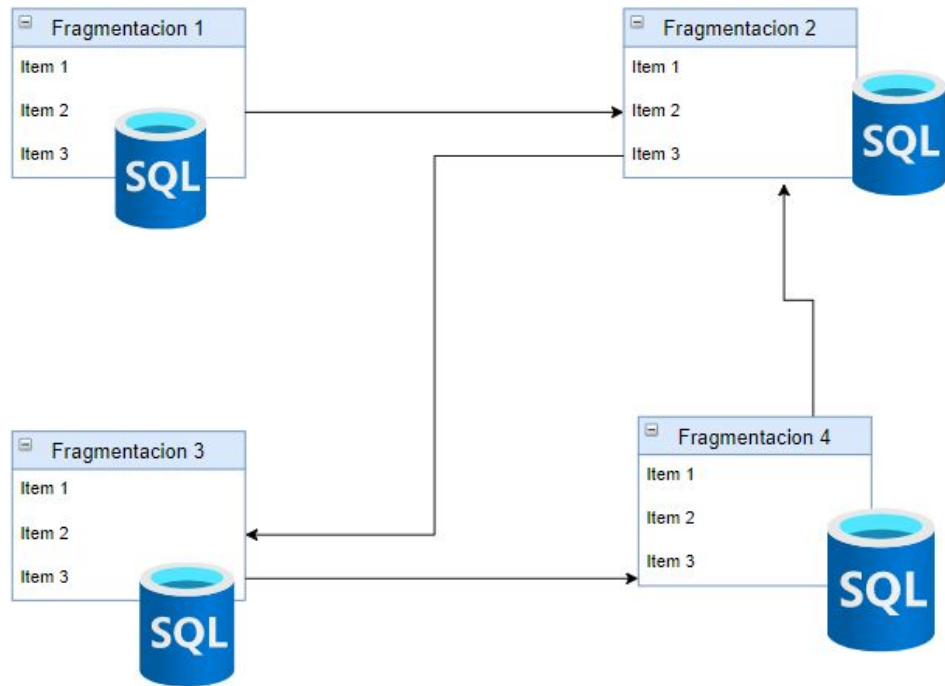 Fragmentacion 1
Item 1
Item 2
Item 3
SQL
Fragmentacion 2
Item 1
Item 2
Item 3
SQL
Fragmentacion 3
Item 1
Item 2
Item 3
SQL
Fragmentacion 4
Item 1
Item 2
Item 3
SQL